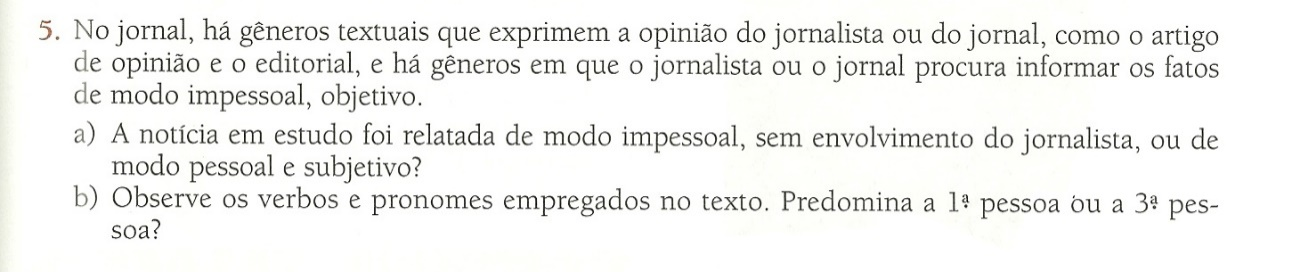 5. No jornal, há gêneros textuais que exprimem a opinião do jornalista ou do jornal, como o artigo
de opinião e o editorial, e há gêneros em que o jornalista ou o jornal procura informar os fatos
de modo impessoal, objetivo.
a) A notícia em estudo foi relatada de modo impessoal, sem envolvimento do jornalista, ou de
modo pessoal e subjetivo?
b) Observe os verbos e pronomes empregados no texto. Predomina a 1ª pessoa ou a 3ª pes-
soa?